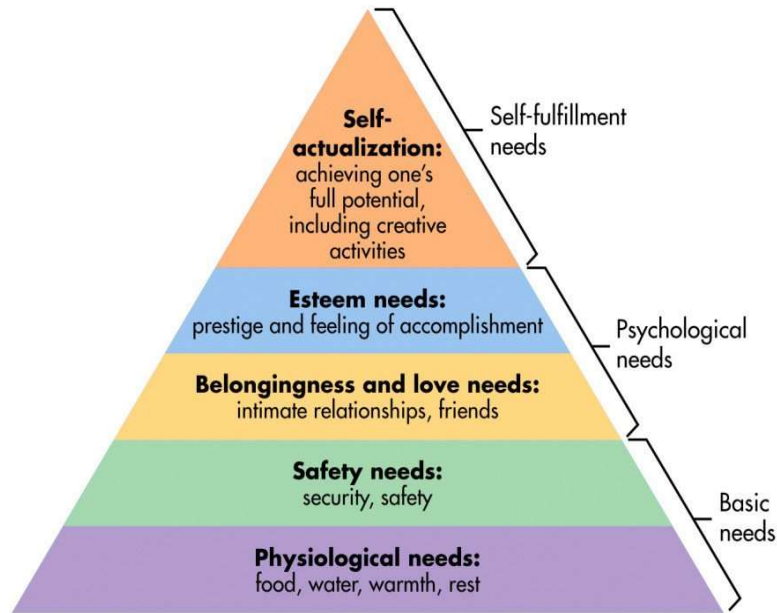 Self-
actualization:
achieving one's
full potential,
including creative
activities
Self-fulfillment
needs
Esteem needs:
prestige and feeling of accomplishment
Psychological
needs
Belongingness and love needs:
intimate relationships, friends
Safety needs:
security, safety
Basic
needs
Physiological needs:
food, water, warmth, rest